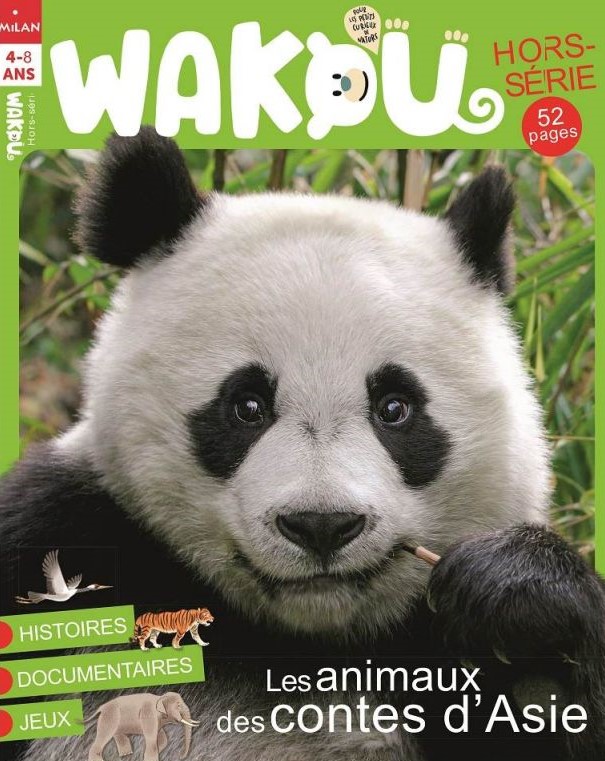 MiLAN
4-8
ANS
WAKOU
Hors-série
POUR
LES PETITS
CURIEUX
DE
NATURE
WAKOU
HORS-
SÉRIE
52
pages
HISTOIRES
DOCUMENTAIRES
JEUX
Les animaux
des contes d'Asie